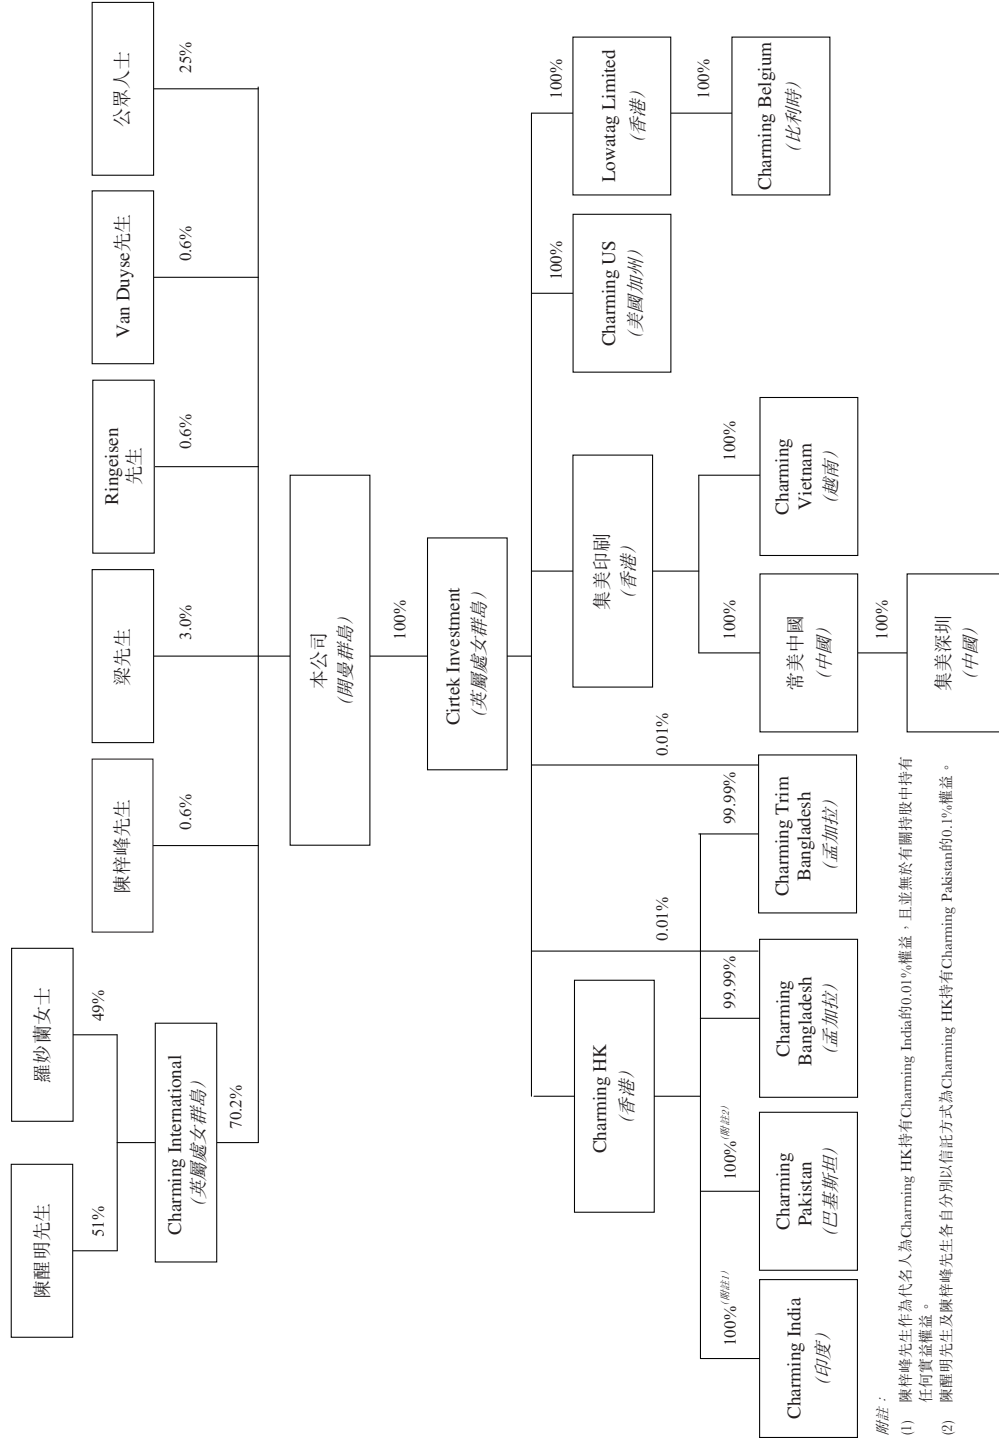 陳醒明先生
羅妙蘭女士
51%
49%
Charming International
(英屬處女群島)
陳梓峰先生
梁先生
Ringeisen
先生
Van Duyse先生
公眾人士
70.2%
0.6%
3.0%
0.6%
0.6%
25%
本公司
(開曼群島)
100%
Cirtek Investment
(英屬處女群島)
Charming HK
(香港)
0.01%
0.01%
集美印刷
(香港)
100%
Charming US
(美國加州)
100%
Lowatag Limited
(香港)
100%(附註1)
100%(附註2)
99.99%
99.99%
100%
100%
100%
Charming India
(印度)
Charming
Pakistan
(巴基斯坦)
Charming
Bangladesh
(孟加拉)
Charming Trim
Bangladesh
(孟加拉)
常美中國
(中國)
Charming
Vietnam
(越南)
Charming Belgium
(比利時)
100%
集美深圳
(中國)
附註：
(1) 陳梓峰先生作為代名人為Charming HK持有Charming India的0.01%權益，且並無於有關持股中持有
任何實益權益。
(2) 陳醒明先生及陳梓峰先生各自分別以信託方式為Charming HK持有Charming Pakistan的0.1%權益。